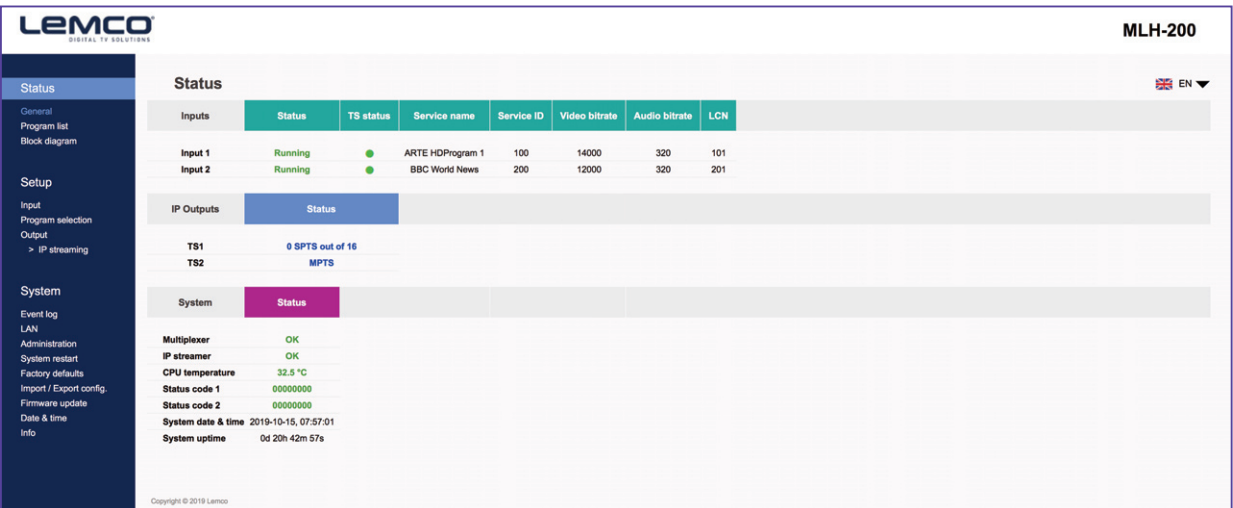 LEMCO
DIGITAL TV SOLUTIONS
MLH-200
Status
General
Program list
Block diagram
Setup
Input
Program selection
Output
> IP streaming
System
Event log
LAN
Administration
System restart
Factory defaults
Import / Export config.
Firmware update
Date & time
Info
Status
EN
Inputs Status TS status Service name Service ID Video bitrate Audio bitrate LCN
Input 1 Running ARTE HDProgram 1 100 14000 320 101
Input 2 Running BBC World News 200 12000 320 201
IP Outputs Status
TS1 0 SPTS out of 16
TS2 MPTS
System Status
Multiplexer OK
IP streamer OK
CPU temperature 32.5 °C
Status code 1 00000000
Status code 2 00000000
System date & time 2019-10-15, 07:57:01
System uptime 0d 20h 42m 57s
Copyright © 2019 Lemco